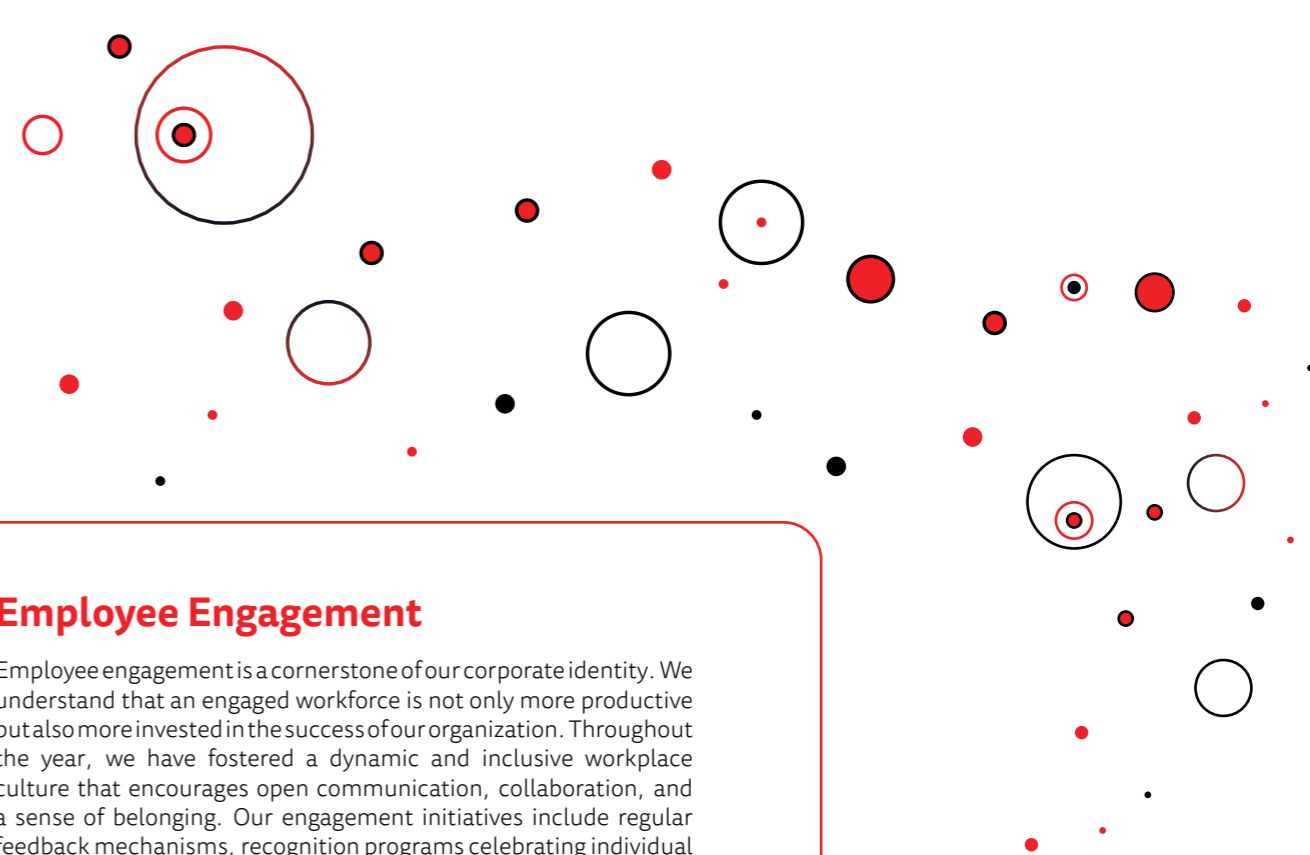 Employee Engagement
Employee engagement is a cornerstone of our corporate identity. We
understand that an engaged workforce is not only more productive
but also more invested in the success of our organization. Throughout
the year, we have fostered a dynamic and inclusive workplace
culture that encourages open communication, collaboration, and
a sense of belonging. Our engagement initiatives include regular
feedback mechanisms, recognition programs celebrating individual